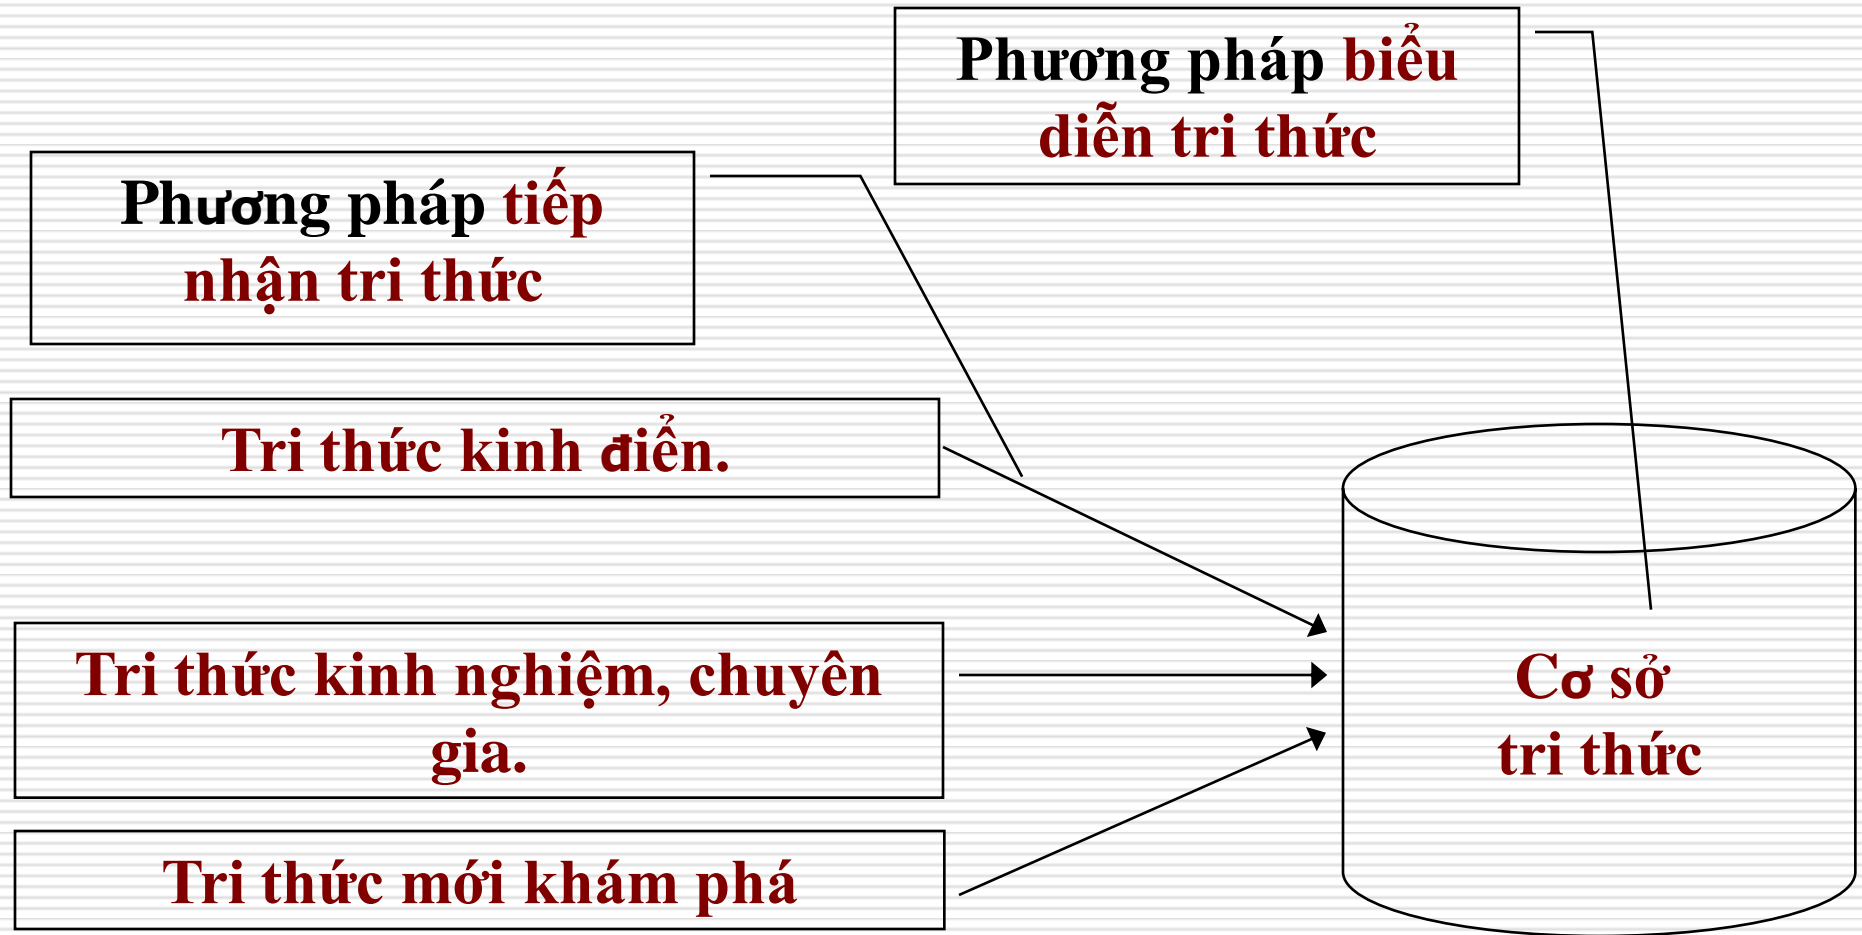 Phương pháp biểu
diễn tri thức
Phương pháp tiếp
nhận tri thức
Tri thức kinh điển.
Tri thức kinh nghiệm, chuyên
gia.
Tri thức mới khám phá
Cơ sở
tri thức